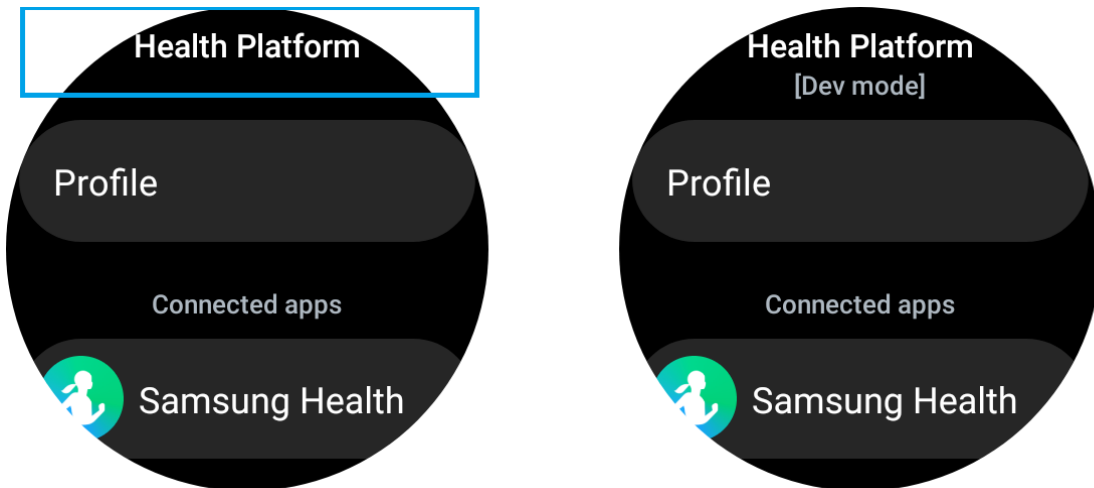 Health Platform
Profile
Connected apps
Samsung Health
Health Platform
[Dev mode]
Profile
Connected apps
Samsung Health